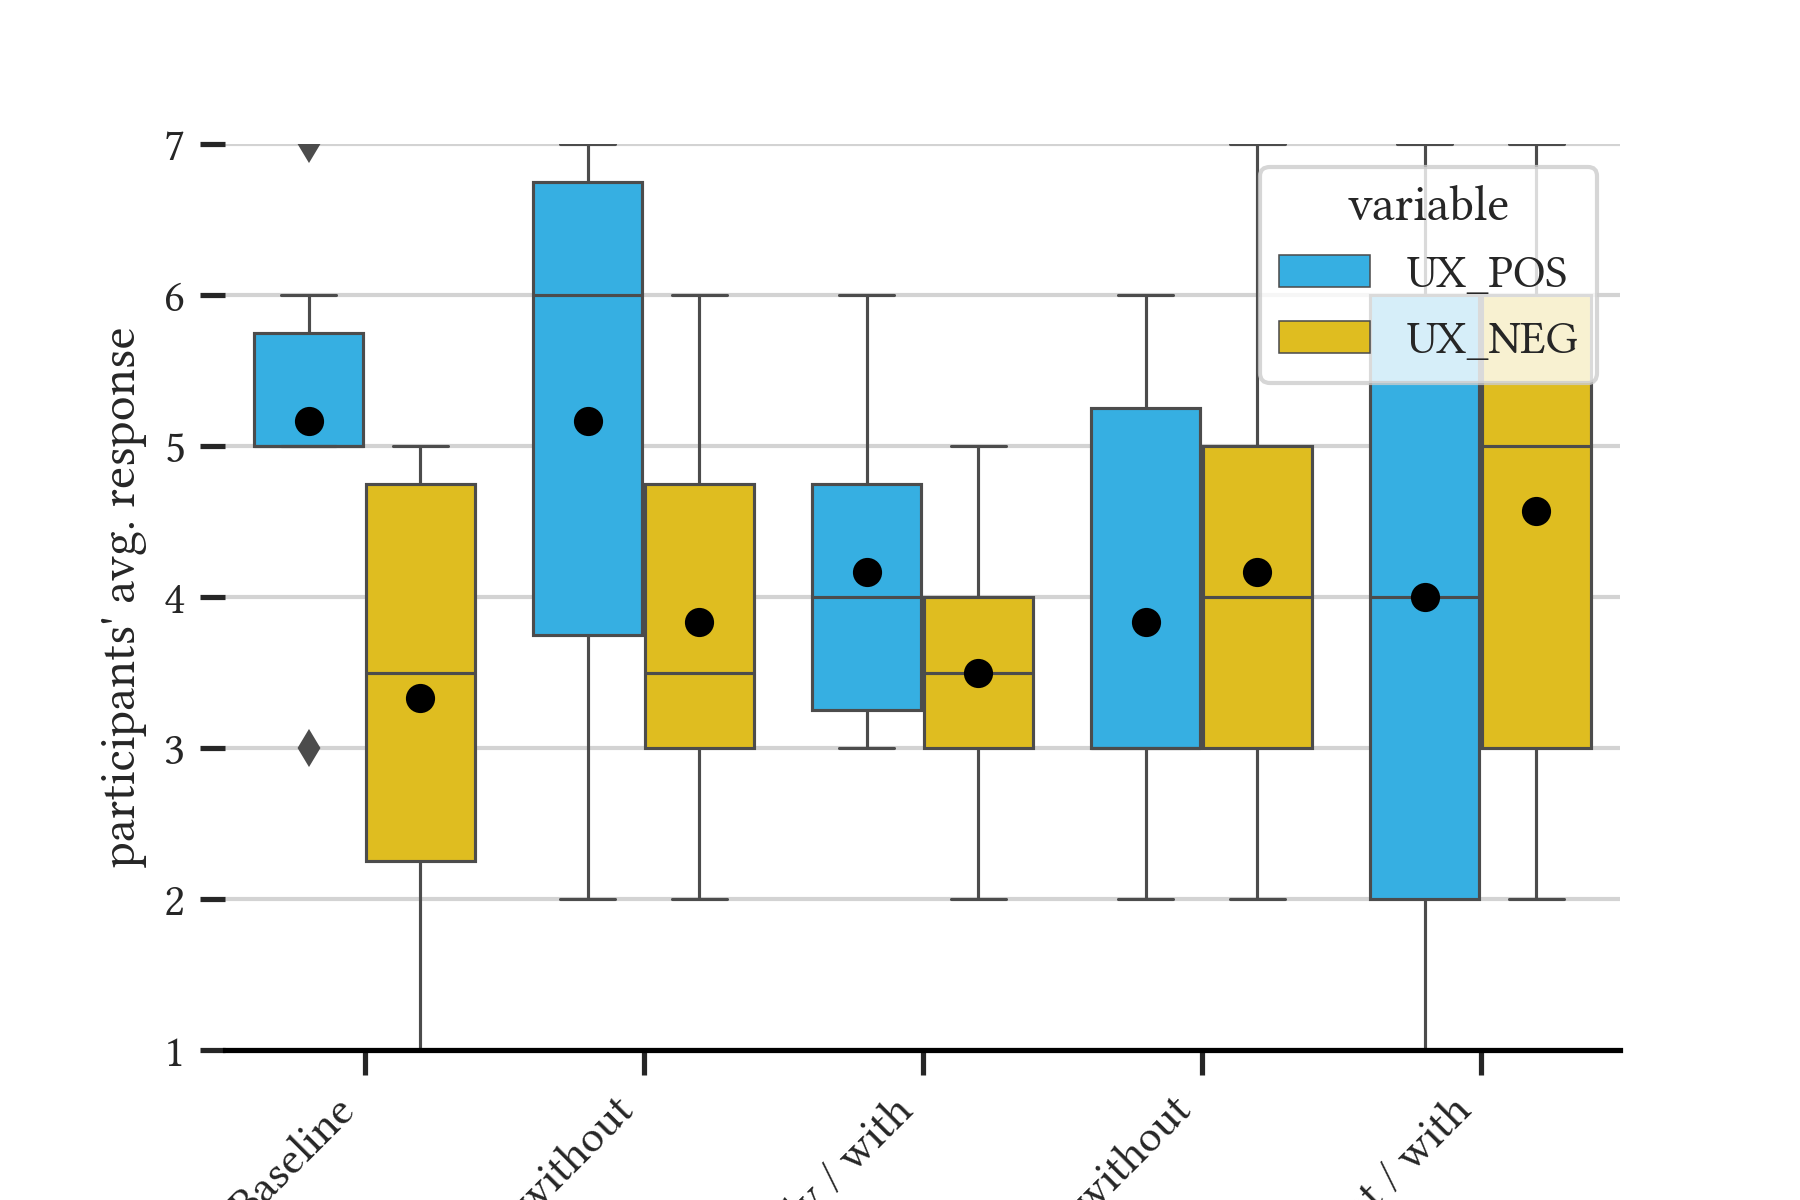 participants' avg. response
7
6
5
4
3
2
1
variable
UX_POS
UX_NEG
Baseline
without
/ with
without
/ with